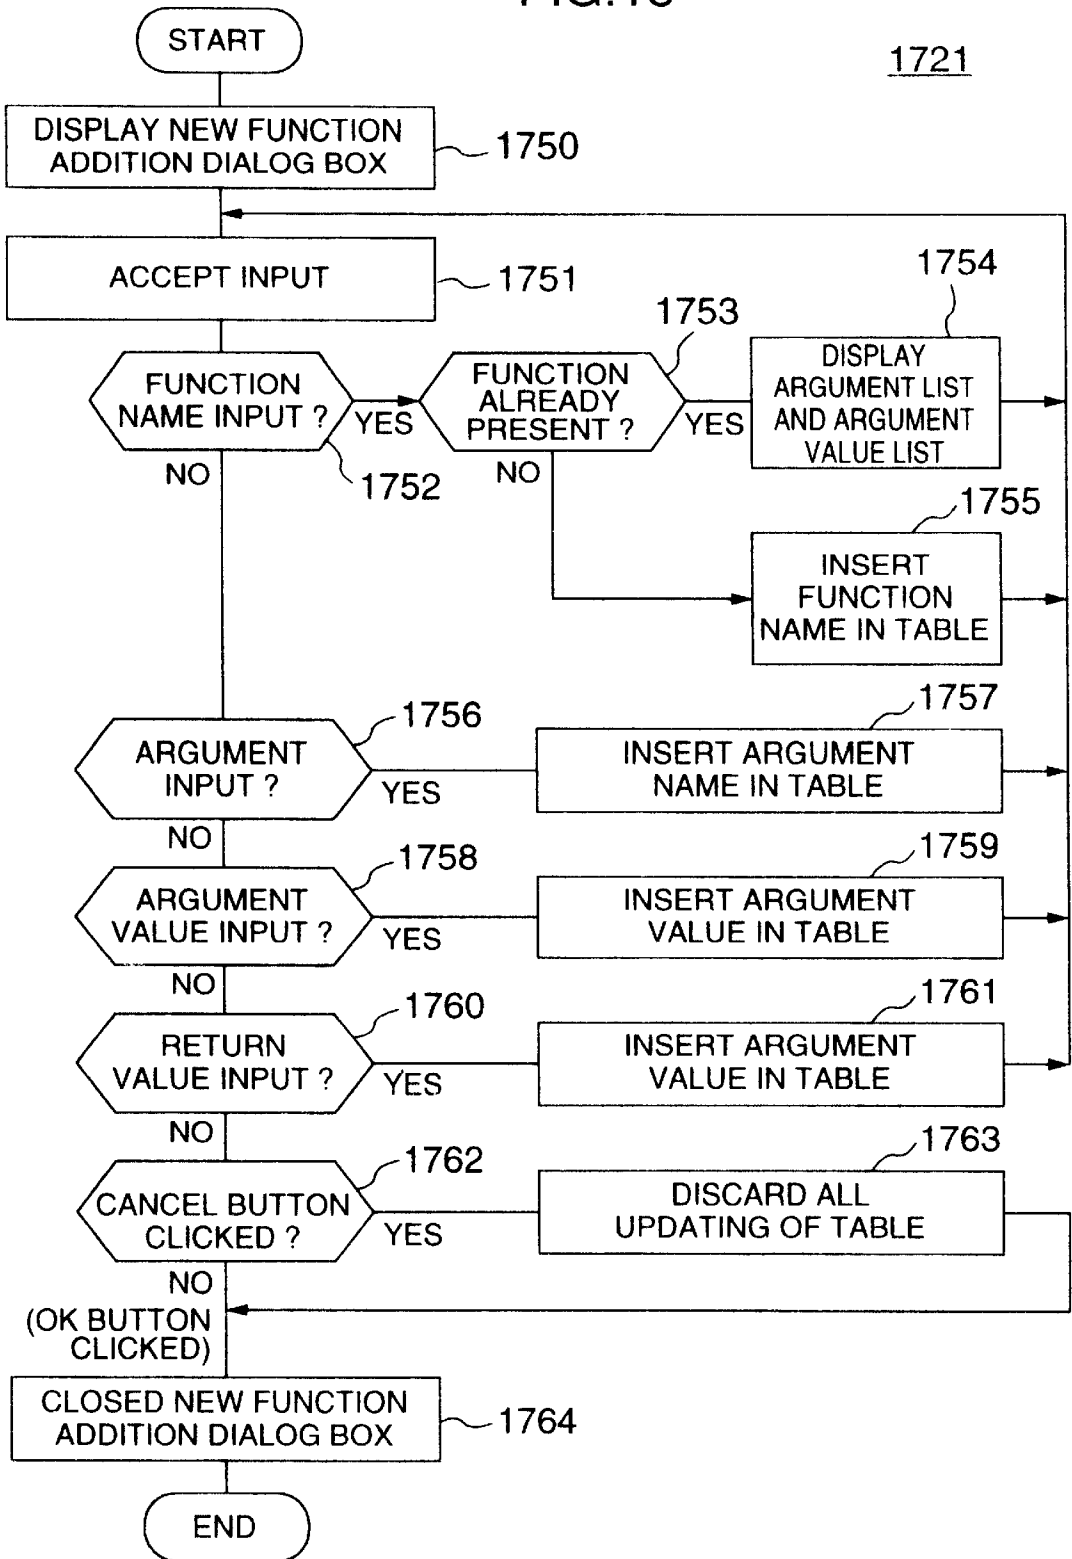 START
1721
DISPLAY NEW FUNCTION
ADDITION DIALOG BOX
1750
ACCEPT INPUT
1751
1754
1753
FUNCTION
NAME INPUT ?
YES
NO
1752
FUNCTION
ALREADY
PRESENT ?
YES
NO
DISPLAY
ARGUMENT LIST
AND ARGUMENT
VALUE LIST
1755
INSERT
FUNCTION
NAME IN TABLE
1756
ARGUMENT
INPUT ?
YES
NO
1757
INSERT ARGUMENT
NAME IN TABLE
1758
ARGUMENT
VALUE INPUT ?
YES
NO
1759
INSERT ARGUMENT
VALUE IN TABLE
1760
RETURN
VALUE INPUT ?
YES
NO
1761
INSERT ARGUMENT
VALUE IN TABLE
1762
CANCEL BUTTON
CLICKED ?
YES
NO
(OK BUTTON
CLICKED)
1763
DISCARD ALL
UPDATING OF TABLE
CLOSED NEW FUNCTION
ADDITION DIALOG BOX
1764
END